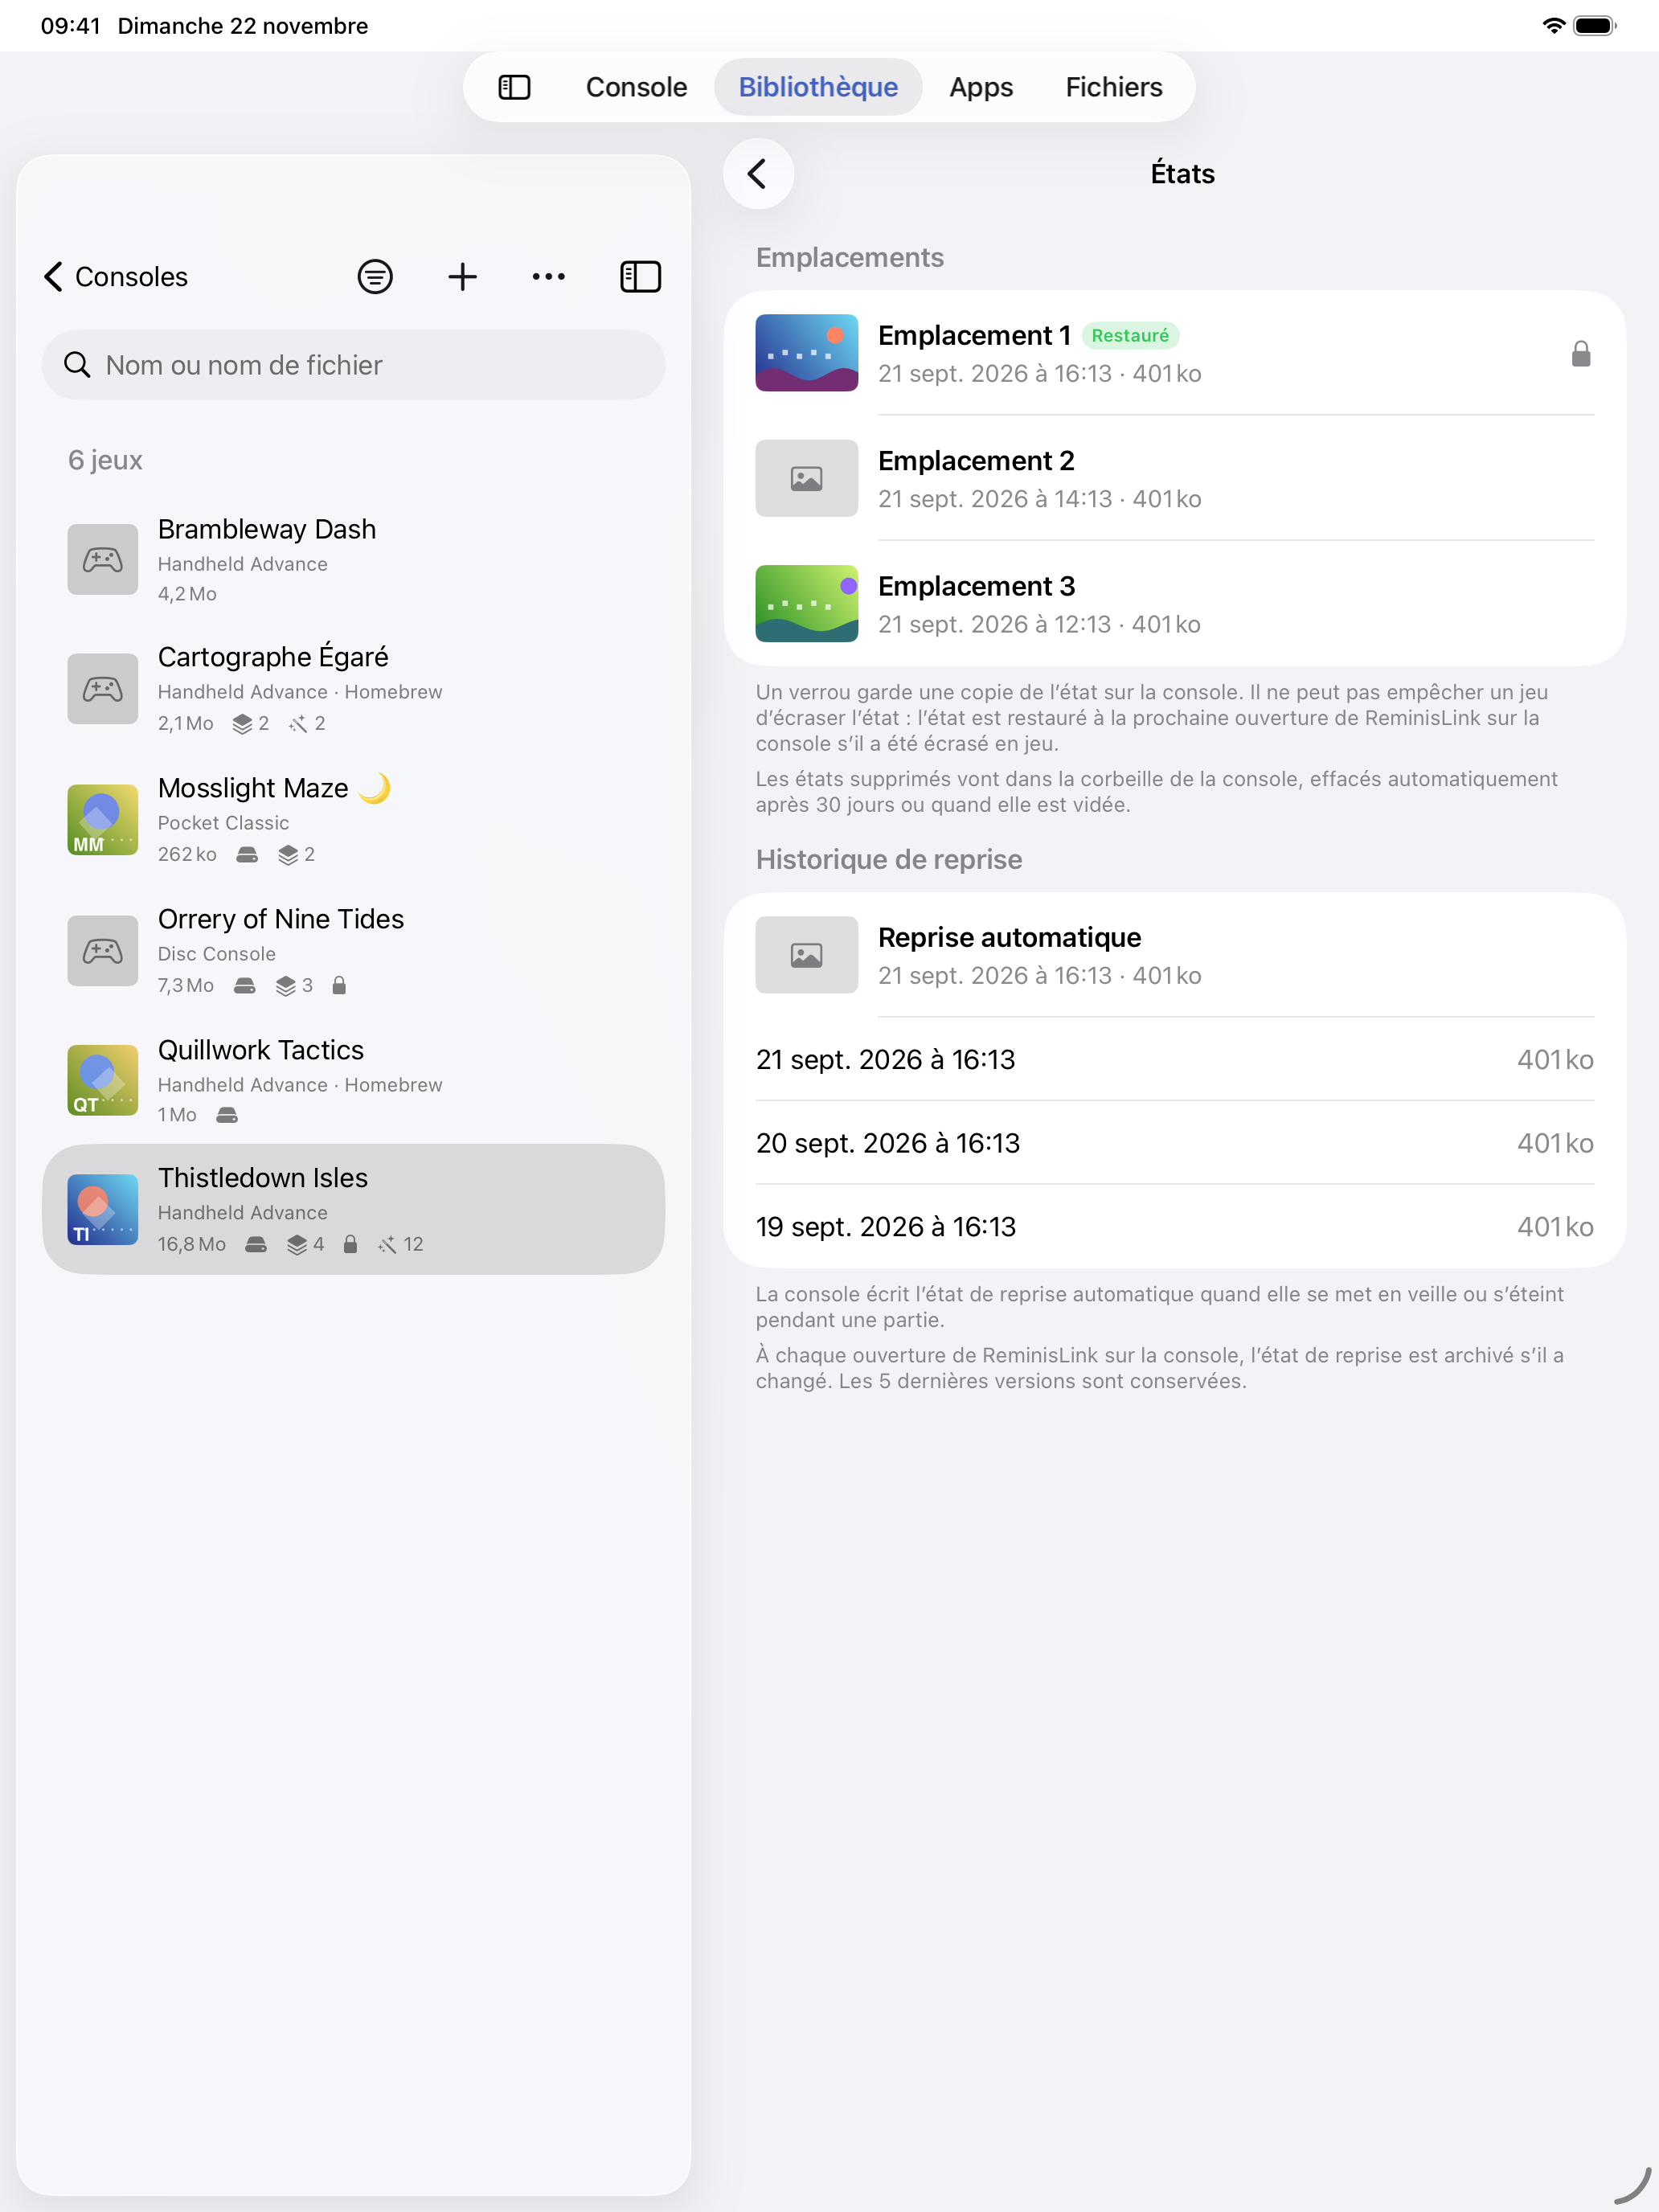 09:41 Dimanche 22 novembre
Console
Bibliothèque
Apps
Fichiers
Consoles
Nom ou nom de fichier
6 jeux
Brambleway Dash
Handheld Advance
4,2 Mo
Cartographe Égaré
Handheld Advance · Homebrew
2,1 Mo 2 2
Mosslight Maze 🌙
Pocket Classic
262 ko 2
MM
Orrery of Nine Tides
Disc Console
7,3 Mo 3
Quillwork Tactics
Handheld Advance · Homebrew
1 Mo
QT
Thistledown Isles
Handheld Advance
16,8 Mo 4 12
TI
États
Emplacements
Emplacement 1 Restauré
21 sept. 2026 à 16:13 · 401 ko
Emplacement 2
21 sept. 2026 à 14:13 · 401 ko
Emplacement 3
21 sept. 2026 à 12:13 · 401 ko
Un verrou garde une copie de l’état sur la console. Il ne peut pas empêcher un jeu
d’écraser l’état : l’état est restauré à la prochaine ouverture de ReminisLink sur la
console s’il a été écrasé en jeu.
Les états supprimés vont dans la corbeille de la console, effacés automatiquement
après 30 jours ou quand elle est vidée.
Historique de reprise
Reprise automatique
21 sept. 2026 à 16:13 · 401 ko
21 sept. 2026 à 16:13 401 ko
20 sept. 2026 à 16:13 401 ko
19 sept. 2026 à 16:13 401 ko
La console écrit l’état de reprise automatique quand elle se met en veille ou s’éteint
pendant une partie.
À chaque ouverture de ReminisLink sur la console, l’état de reprise est archivé s’il a
changé. Les 5 dernières versions sont conservées.